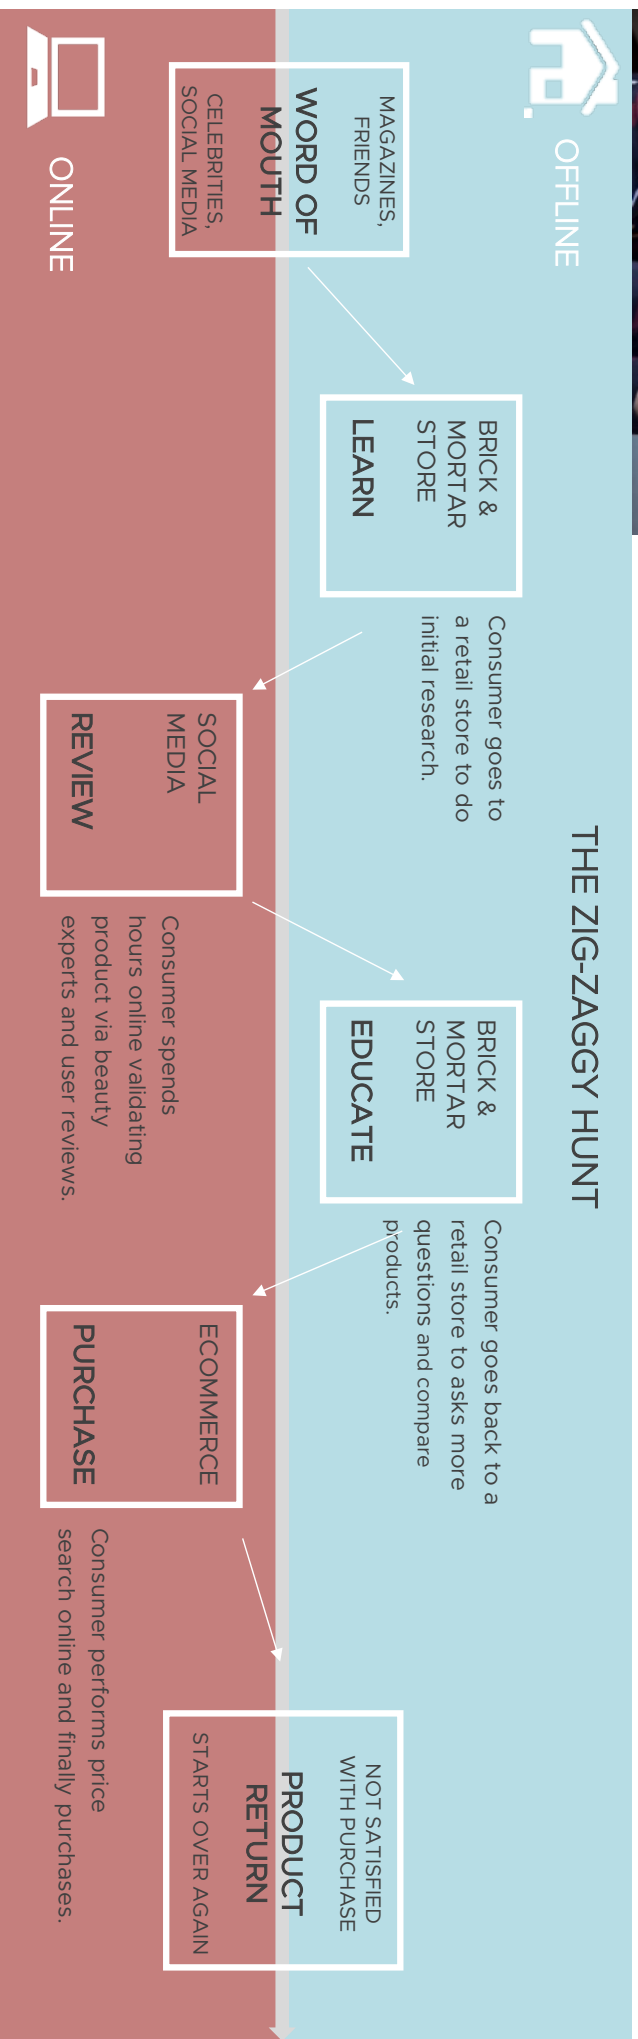 THE ZIG-ZAGGY HUNT
OFFLINE
MAGAZINES,
FRIENDS
WORD OF
MOUTH
CELEBRITIES,
SOCIAL MEDIA
ONLINE
BRICK &
MORTAR
STORE
LEARN
Consumer goes to
a retail store to do
initial research.
SOCIAL
MEDIA
REVIEW
Consumer spends
hours online validating
product via beauty
experts and user reviews.
BRICK &
MORTAR
STORE
EDUCATE
Consumer goes back to a
retail store to asks more
questions and compare
products.
ECOMMERCE
PURCHASE
Consumer performs price
search online and finally purchases.
NOT SATISFIED
WITH PURCHASE
PRODUCT
RETURN
STARTS OVER AGAIN